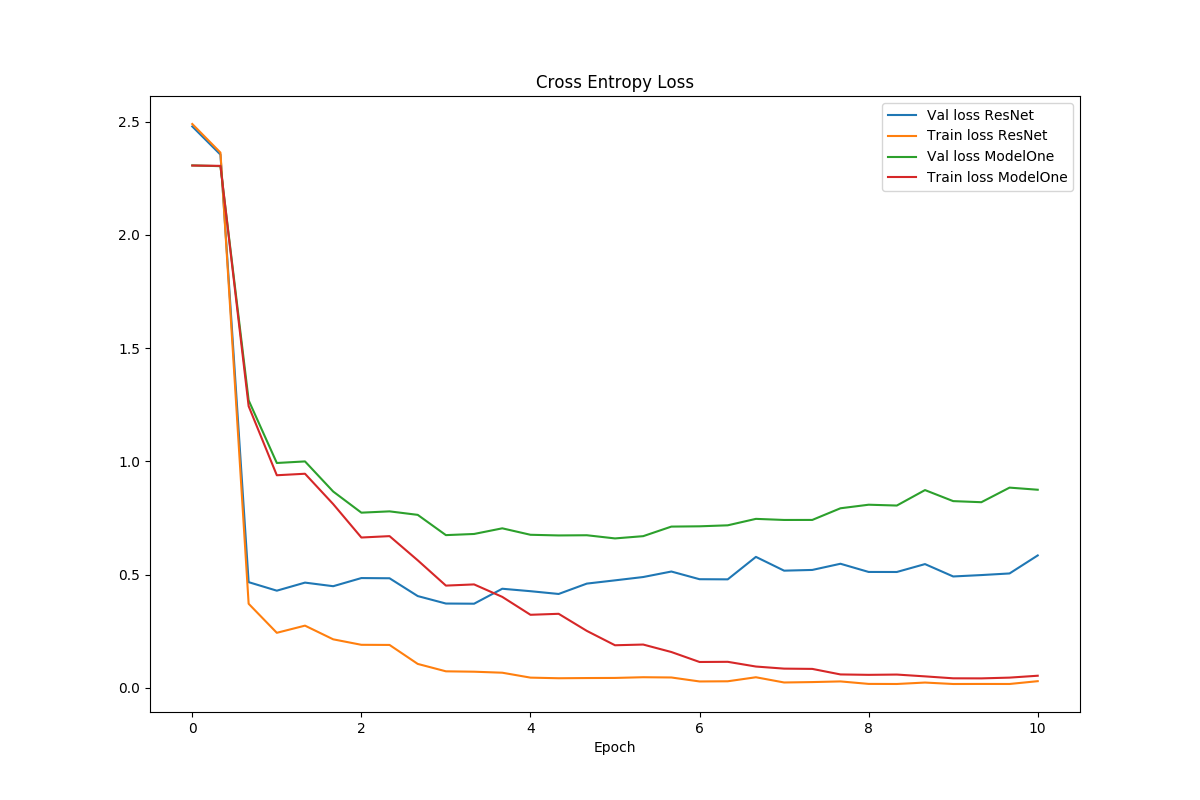 Cross Entropy Loss
Val loss ResNet
Train loss ResNet
Val loss ModelOne
Train loss ModelOne
2.5
2.0
1.5
1.0
0.5
0.0
0 2 4 6 8 10
Epoch